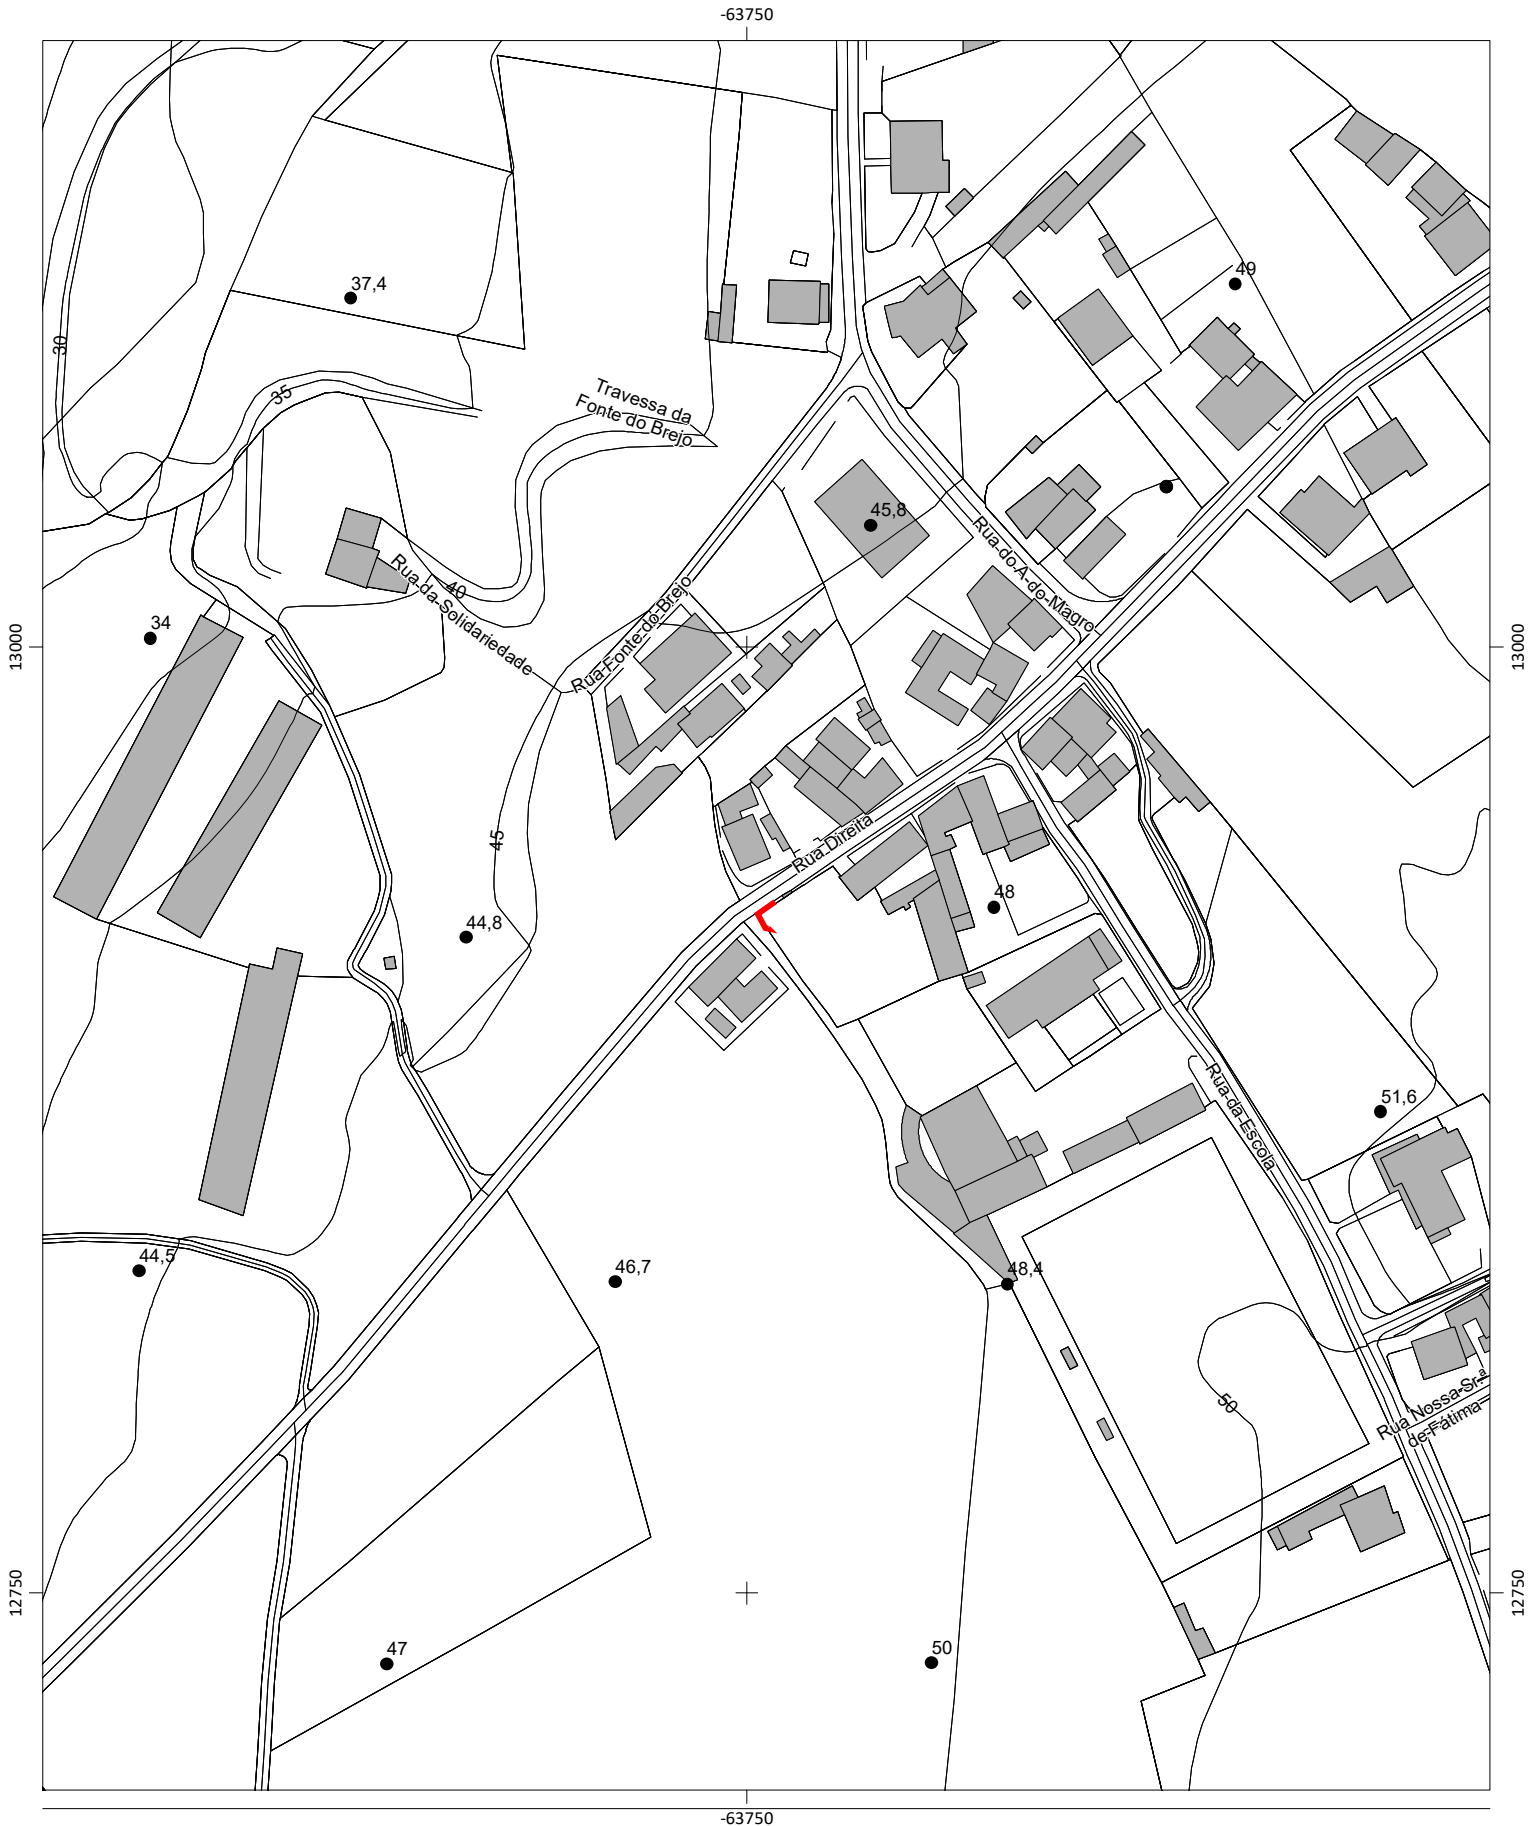 -63750
37,4
49
30
35
Travessa da
Fonte do Brejo
45,8
Rua do A-do-Magro
40
Rua da Solidariedade
34
Rua Fonte do Brejo
13000
13000
45
Rua Direita
48
44,8
Rua da Escola
51,6
44,5
46,7
48,4
50
Rua Nossa Sr.ª
de Fátima
12750
12750
47
50
-63750